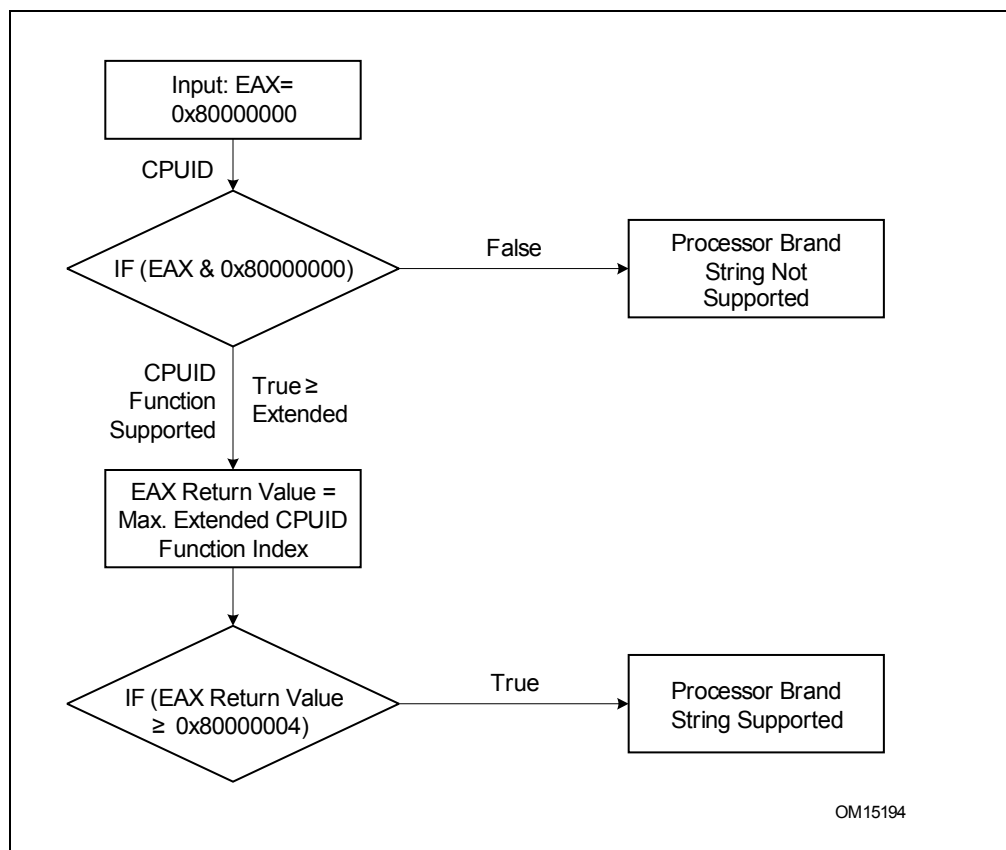 Input: EAX=
0x80000000
CPUID
IF (EAX & 0x80000000)
False
Processor Brand
String Not
Supported
CPUID
Function
Supported
True ≥
Extended
EAX Return Value =
Max. Extended CPUID
Function Index
IF (EAX Return Value
≥ 0x80000004)
True
Processor Brand
String Supported
OM15194